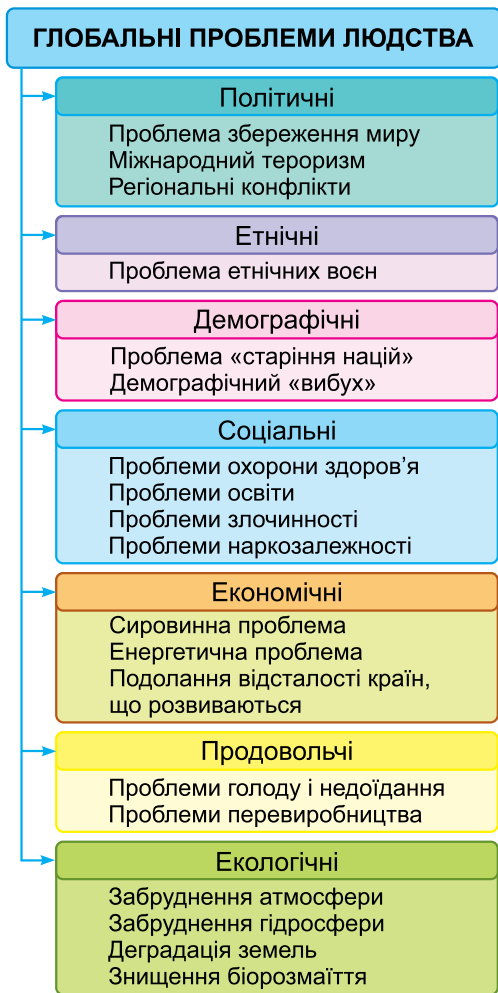 ГЛОБАЛЬНІ ПРОБЛЕМИ ЛЮДСТВА
Політичні
Проблема збереження миру
Міжнародний тероризм
Регіональні конфлікти
Етнічні
Проблема етнічних воєн
Демографічні
Проблема «старіння націй»
Демографічний «вибух»
Соціальні
Проблеми охорони здоров’я
Проблеми освіти
Проблеми злочинності
Проблеми наркозалежності
Економічні
Сировинна проблема
Енергетична проблема
Подолання відсталості країн,
що розвиваються
Продовольчі
Проблеми голоду і недоїдання
Проблеми перевиробництва
Екологічні
Забруднення атмосфери
Забруднення гідросфери
Деградація земель
Знищення біорозмаїття